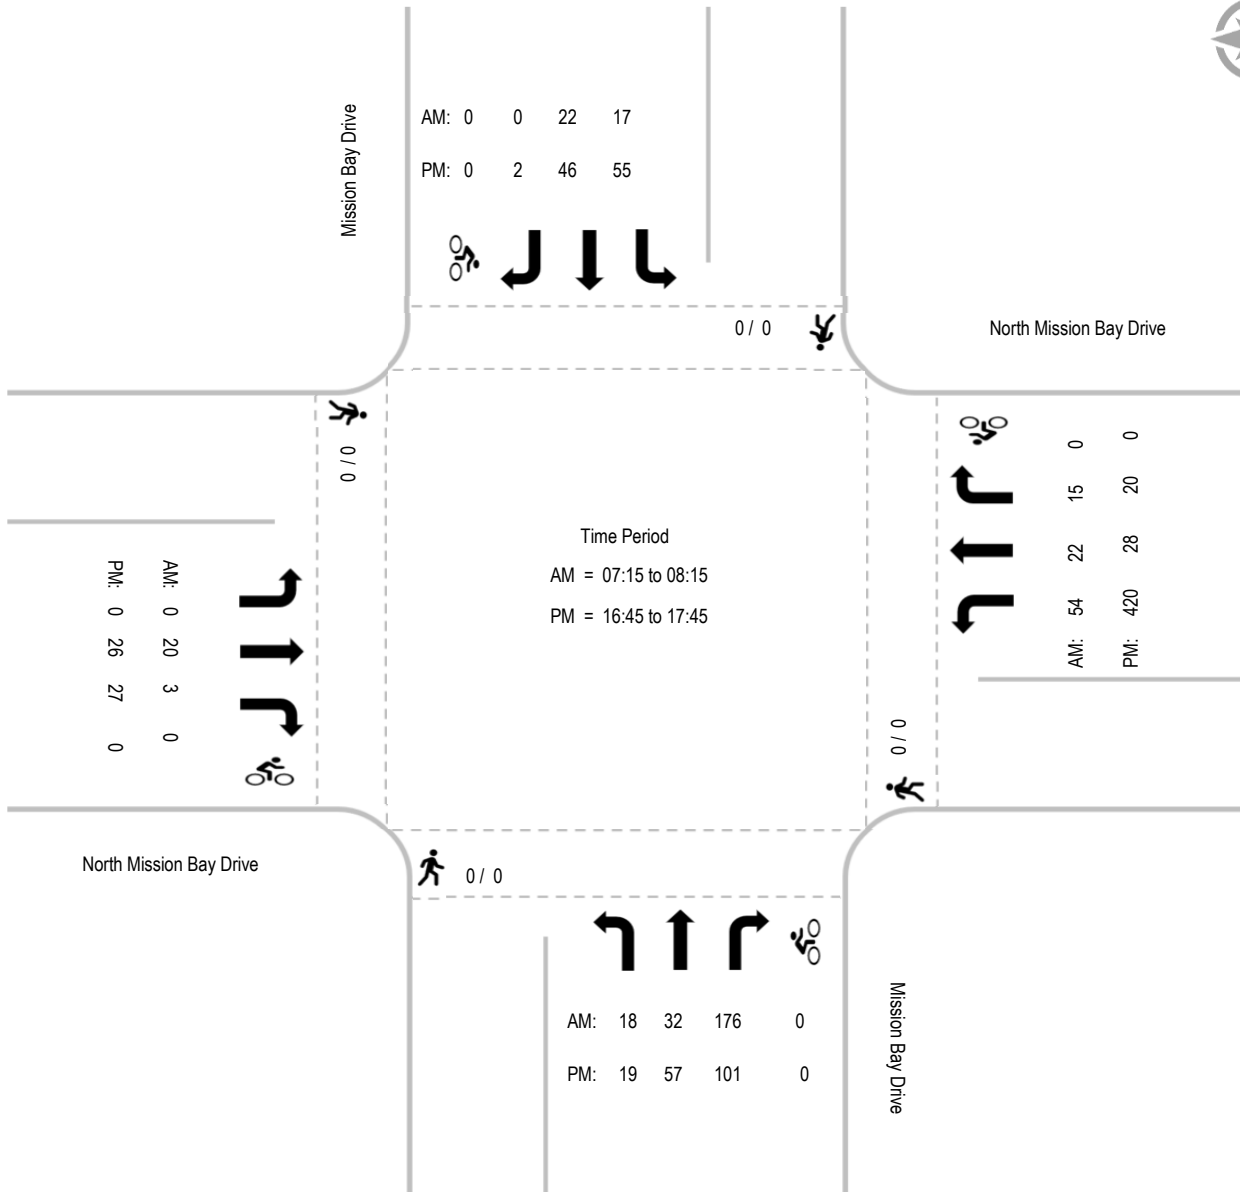 Mission Bay Drive
AM: 0 0 22 17
PM: 0 2 46 55
0 / 0
North Mission Bay Drive
0 / 0
AM: 54 22 15 0
PM: 420 28 20 0
Time Period
AM = 07:15 to 08:15
PM = 16:45 to 17:45
AM: 0 20 3 0
PM: 0 26 27 0
0 / 0
North Mission Bay Drive
0 / 0
AM: 18 32 176 0
PM: 19 57 101 0
Mission Bay Drive